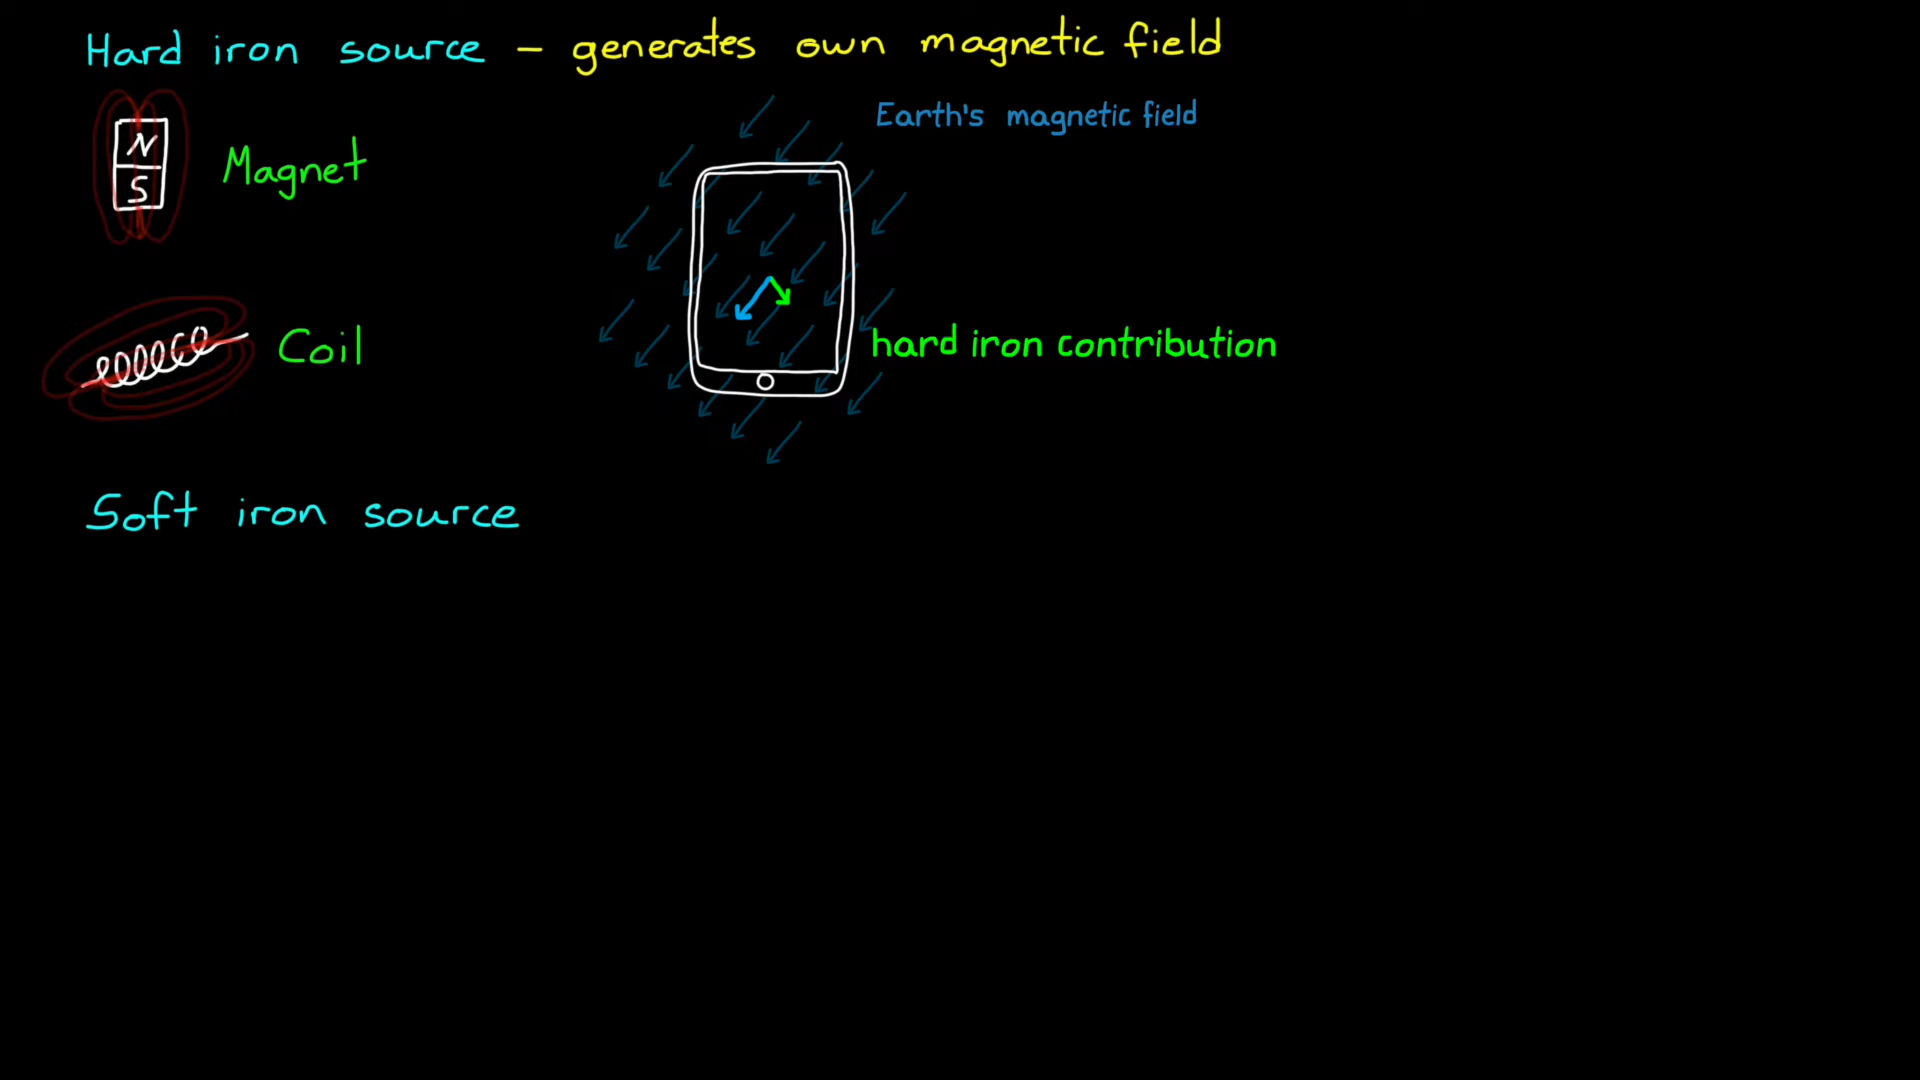 Hard iron source – generates own magnetic field
Earth's magnetic field
N
S
Magnet
hard iron contribution
Coil
Soft iron source